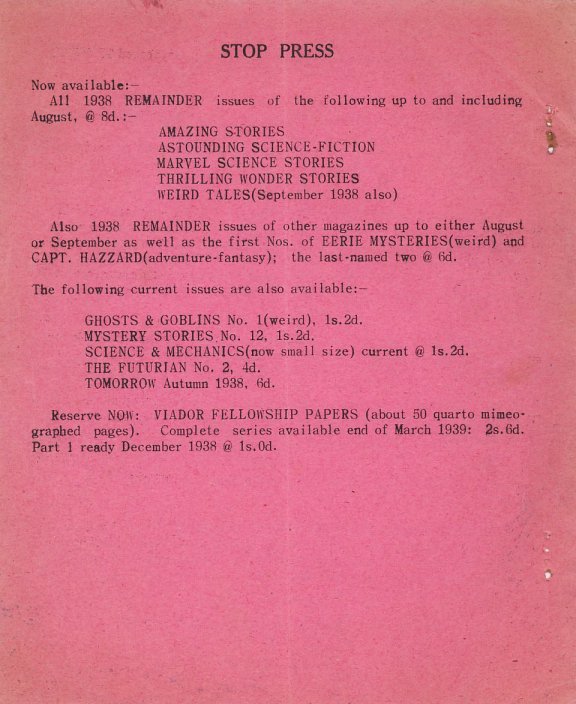 STOP PRESS
Now available:—
All 1938 REMAINDER issues of the following up to and including
August, @ 8d.:—
AMAZING STORIES
ASTOUNDING SCIENCE-FICTION
MARVEL SCIENCE STORIES
THRILLING WONDER STORIES
WEIRD TALES(September 1938 also)
Also 1938 REMAINDER issues of other magazines up to either August
or September as well as the first Nos. of EERIE MYSTERIES(weird) and
CAPT. HAZZARD(adventure-fantasy); the last-named two @ 6d.
The following current issues are also available:—
GHOSTS & GOBLINS No. 1(weird), 1s.2d.
MYSTERY STORIES No. 12, 1s.2d.
SCIENCE & MECHANICS(now small size) current @ 1s.2d.
THE FUTURIAN No. 2, 4d.
TOMORROW Autumn 1938, 6d.
Reserve NOW: VIADOR FELLOWSHIP PAPERS (about 50 quarto mimeo-
graphed pages). Complete series available end of March 1939: 2s.6d.
Part 1 ready December 1938 @ 1s.0d.